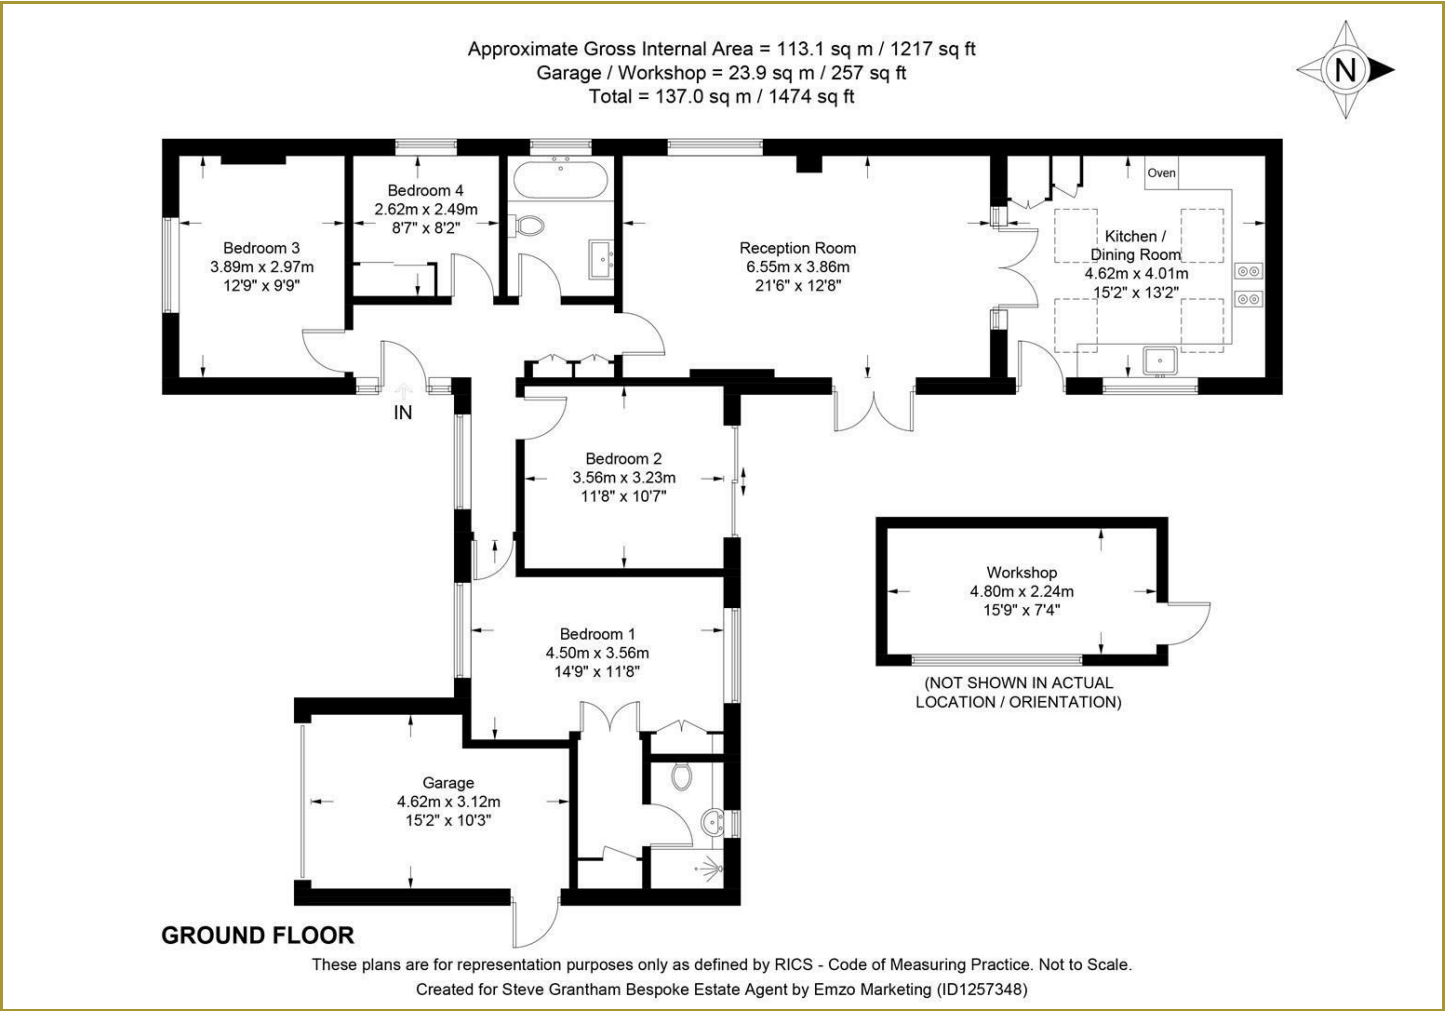 Approximate Gross Internal Area = 113.1 sq m / 1217 sq ft
Garage / Workshop = 23.9 sq m / 257 sq ft
Total = 137.0 sq m / 1474 sq ft
N
Bedroom 3
3.89m x 2.97m
12'9" x 9'9"
Bedroom 4
2.62m x 2.49m
8'7" x 8'2"
Reception Room
6.55m x 3.86m
21'6" x 12'8"
Oven
Kitchen /
Dining Room
4.62m x 4.01m
15'2" x 13'2"
IN
Bedroom 2
3.56m x 3.23m
11'8" x 10'7"
Workshop
4.80m x 2.24m
15'9" x 7'4"
(NOT SHOWN IN ACTUAL
LOCATION / ORIENTATION)
Bedroom 1
4.50m x 3.56m
14'9" x 11'8"
Garage
4.62m x 3.12m
15'2" x 10'3"
GROUND FLOOR
These plans are for representation purposes only as defined by RICS - Code of Measuring Practice. Not to Scale.
Created for Steve Grantham Bespoke Estate Agent by Emzo Marketing (ID1257348)